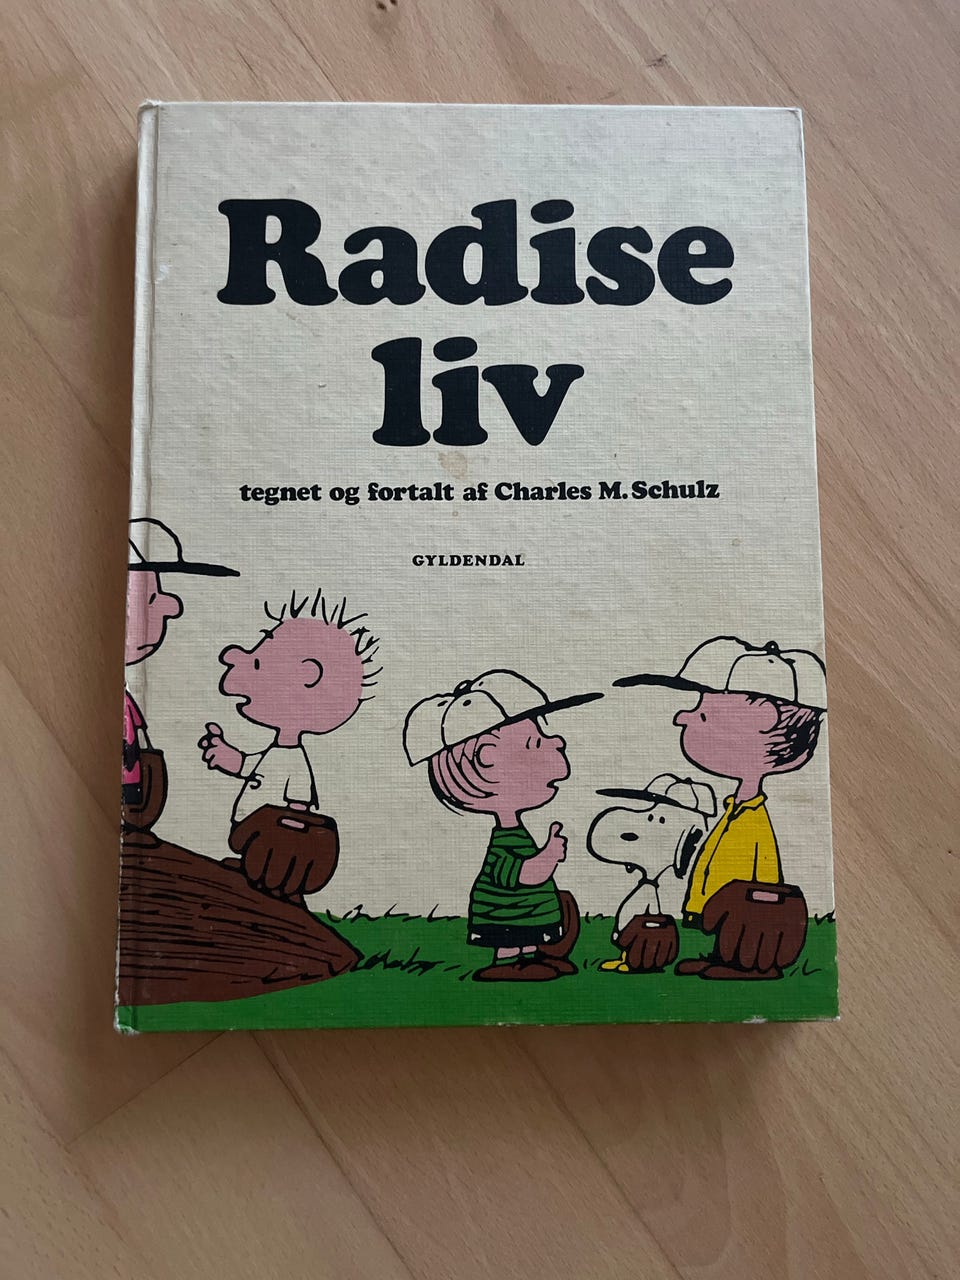 Radise
liv
tegnet og fortalt af Charles M. Schulz
GYLDENDAL